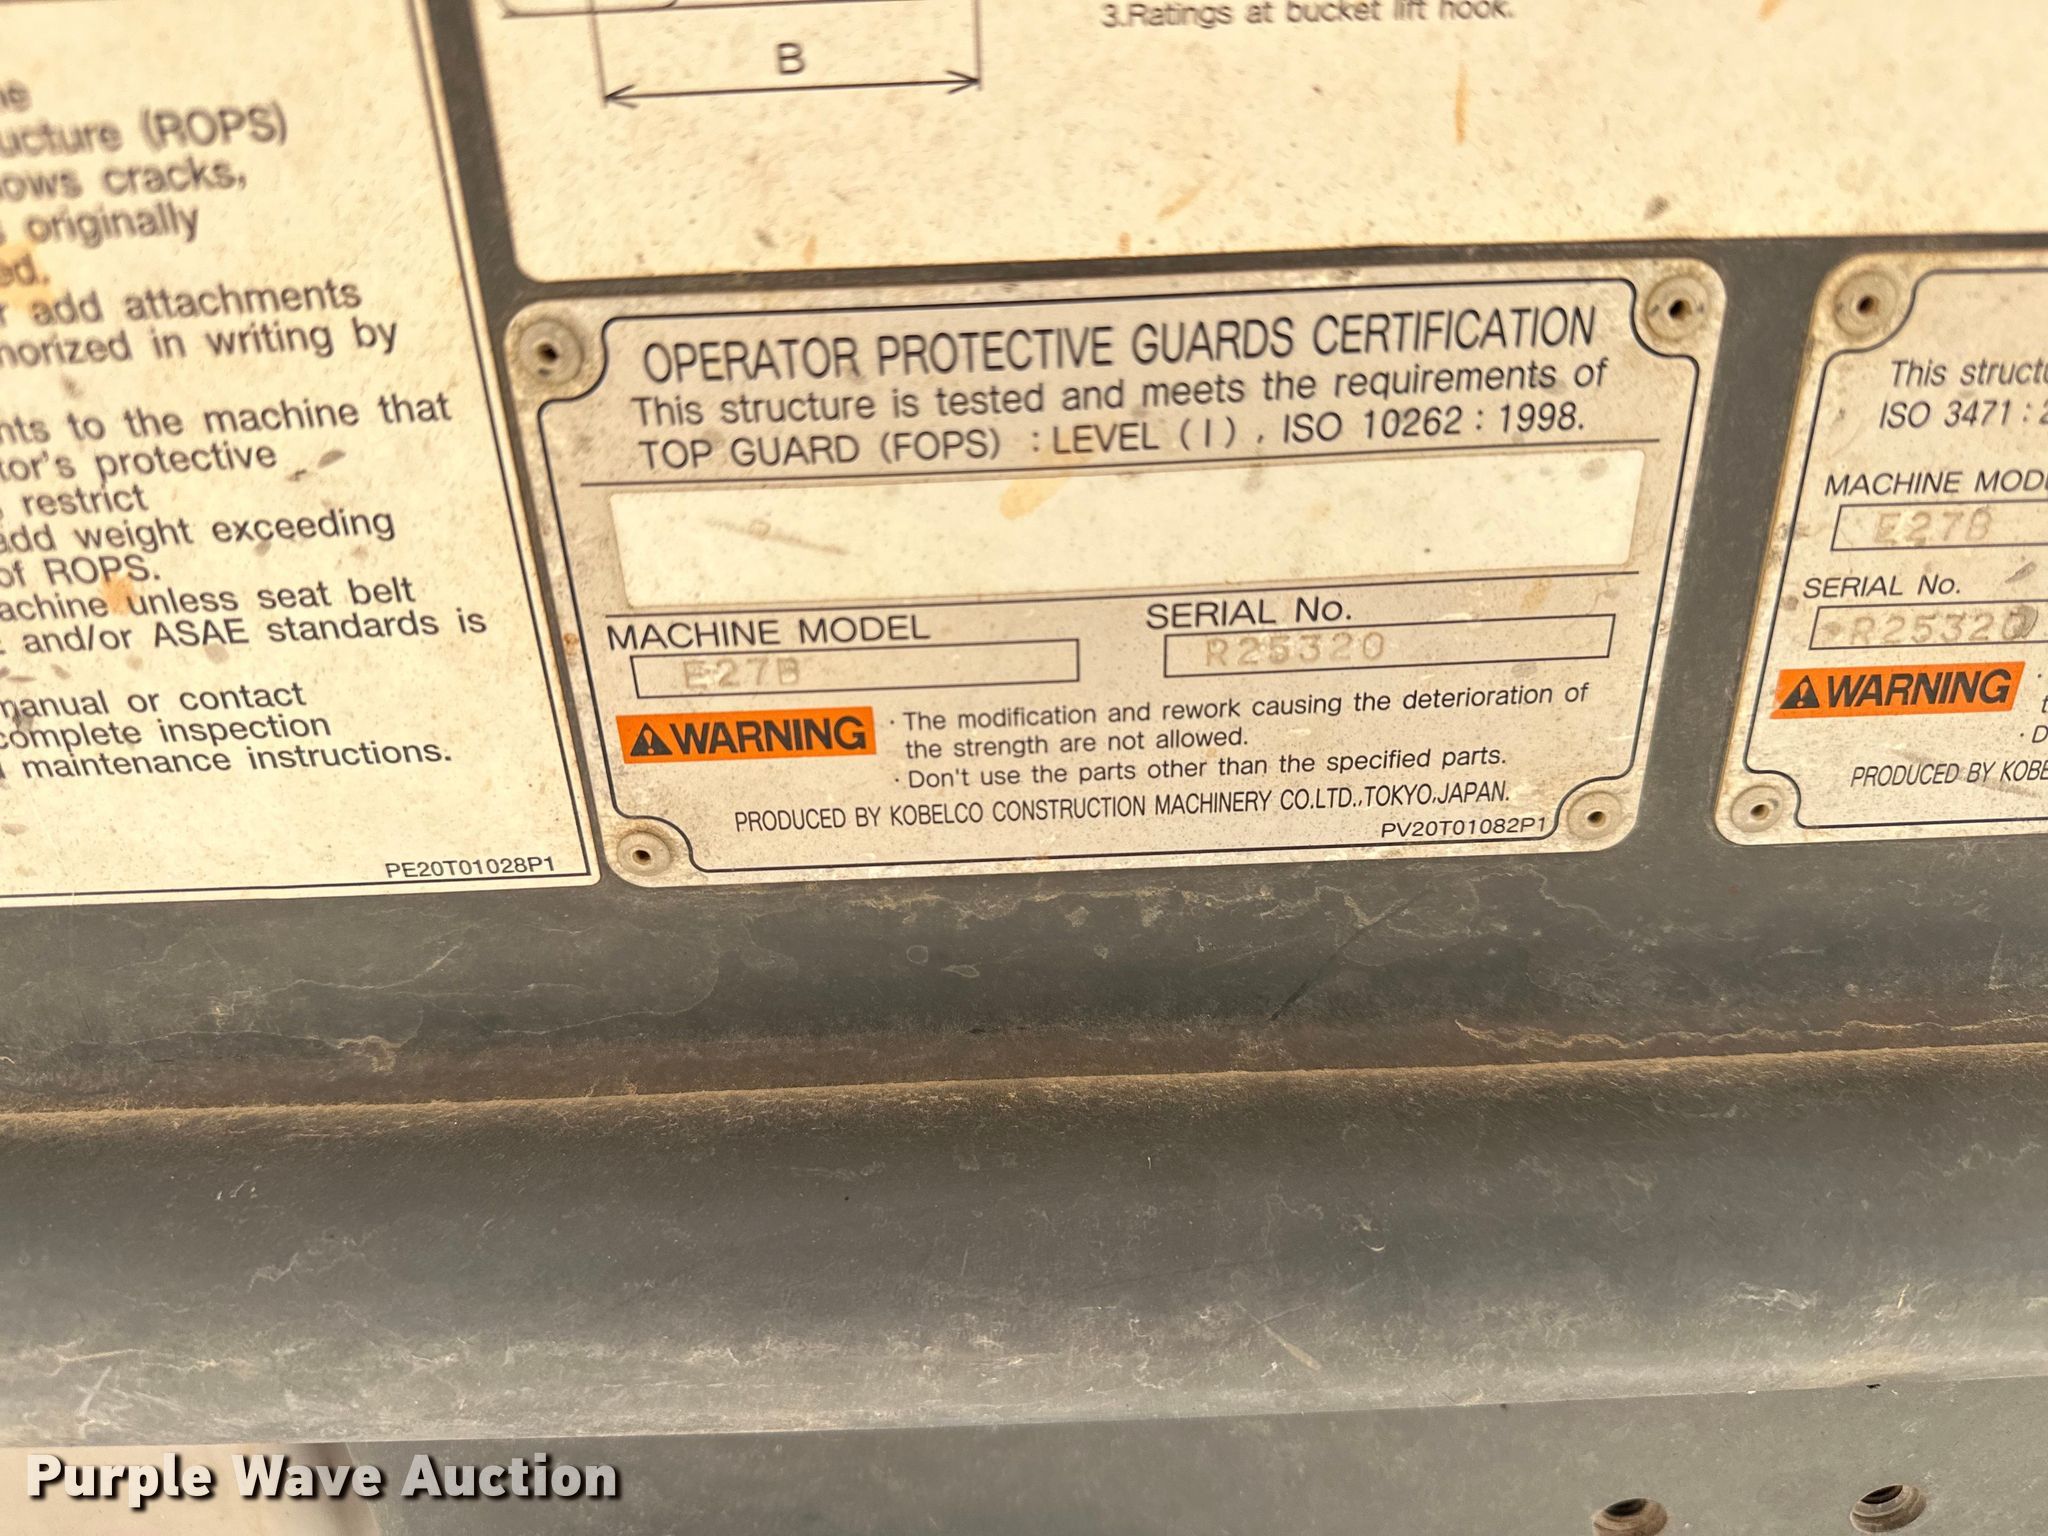 3.Ratings at bucket lift hook.
B
ucture (ROPS)
ows cracks,
originally
ed.
add attachments
horized in writing by
nts to the machine that
tor's protective
restrict
add weight exceeding
of ROPS.
achine unless seat belt
and/or ASAE standards is
manual or contact
complete inspection
maintenance instructions.
PE20T01028P1
OPERATOR PROTECTIVE GUARDS CERTIFICATION
This structure is tested and meets the requirements of
TOP GUARD (FOPS) : LEVEL (I), ISO 10262 : 1998.
MACHINE MODEL
E27B
SERIAL No.
R25320
⚠WARNING
· The modification and rework causing the deterioration of
the strength are not allowed.
· Don't use the parts other than the specified parts.
PRODUCED BY KOBELCO CONSTRUCTION MACHINERY CO.LTD.,TOKYO,JAPAN.
PV20T01082P1
This structu
ISO 3471 : 2
MACHINE MOD
E27B
SERIAL No.
R25320
⚠WARNING
PRODUCED BY KOBE
Purple Wave Auction